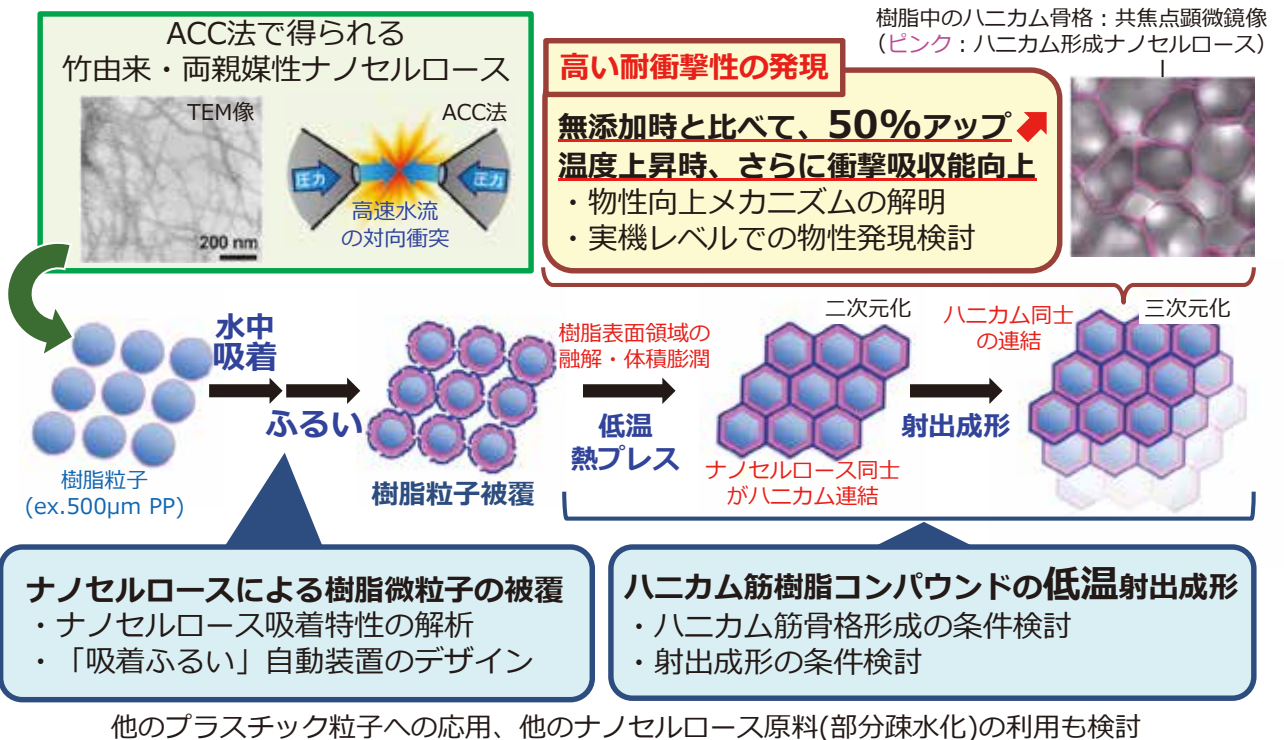 ACC法で得られる
竹由来・両親媒性ナノセルロース
TEM像
200 nm
ACC法
圧力
圧力
高速水流
の対向衝突
高い耐衝撃性の発現
無添加時と比べて、50%アップ
温度上昇時、さらに衝撃吸収能向上
・物性向上メカニズムの解明
・実機レベルでの物性発現検討
樹脂中のハニカム骨格：共焦点顕微鏡像
（ピンク：ハニカム形成ナノセルロース）
樹脂粒子
(ex.500μm PP)
水中
吸着
ふるい
樹脂粒子被覆
樹脂表面領域の
融解・体積膨潤
低温
熱プレス
二次元化
ナノセルロース同士
がハニカム連結
射出成形
ハニカム同士
の連結
三次元化
ナノセルロースによる樹脂微粒子の被覆
・ナノセルロース吸着特性の解析
・「吸着ふるい」自動装置のデザイン
ハニカム筋樹脂コンパウンドの低温射出成形
・ハニカム筋骨格形成の条件検討
・射出成形の条件検討
他のプラスチック粒子への応用、他のナノセルロース原料(部分疎水化)の利用も検討